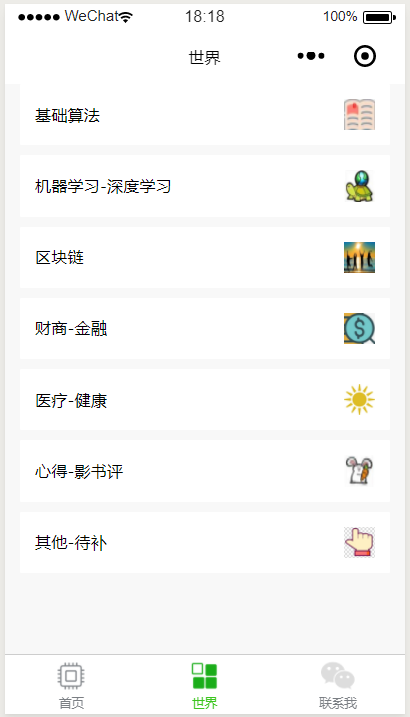 WeChat 18:18 100%
世界
基础算法
机器学习-深度学习
区块链
财商-金融
医疗-健康
心得-影书评
其他-待补
首页 世界 联系我